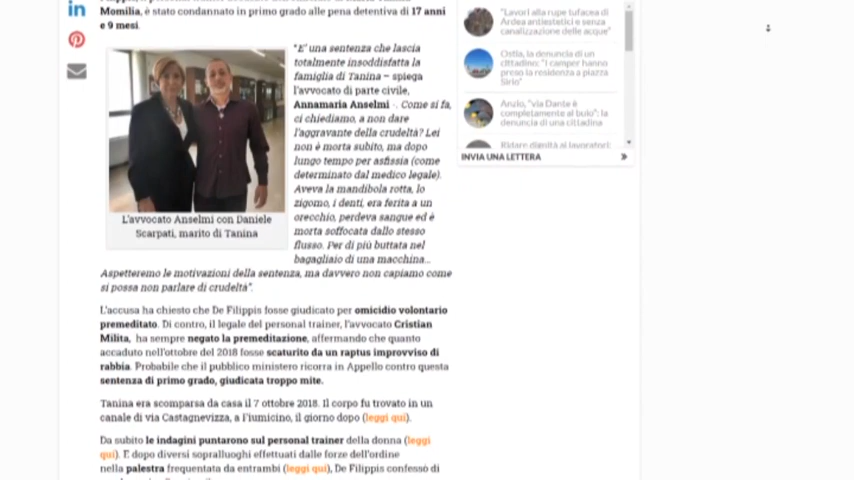 Momilia, è stato condannato in primo grado alle pena detentiva di 17 anni
e 9 mesi.
"E' una sentenza che lascia
totalmente insoddisfatta la
famiglia di Tanina – spiega
l'avvocato di parte civile,
Annamaria Anselmi -. Come si fa,
ci chiediamo, a non dare
l'aggravante della crudeltà? Lei
non è morta subito, ma dopo
lungo tempo per asfissia (come
determinato dal medico legale).
Aveva la mandibola rotta, lo
zigomo, i denti, era ferita a un
orecchio, perdeva sangue ed è
morta soffocata dallo stesso
flusso. Per di più buttata nel
bagagliaio di una macchina...
Aspetteremo le motivazioni della sentenza, ma davvero non capiamo come
si possa non parlare di crudeltà".
L'avvocato Anselmi con Daniele
Scarpati, marito di Tanina
L'accusa ha chiesto che De Filippis fosse giudicato per omicidio volontario
premeditato. Di contro, il legale del personal trainer, l'avvocato Cristian
Milita, ha sempre negato la premeditazione, affermando che quanto
accaduto nell'ottobre del 2018 fosse scaturito da un raptus improvviso di
rabbia. Probabile che il pubblico ministero ricorra in Appello contro questa
sentenza di primo grado, giudicata troppo mite.
Tanina era scomparsa da casa il 7 ottobre 2018. Il corpo fu trovato in un
canale di via Castagnevizza, a Fiumicino, il giorno dopo (leggi qui).
Da subito le indagini puntarono sul personal trainer della donna (leggi
qui). E dopo diversi sopralluoghi effettuati dalle forze dell'ordine
nella palestra frequentata da entrambi (leggi qui), De Filippis confessò di
"Lavori alla rupe tufacea di
Ardea antiestetici e senza
canalizzazione delle acque"
Ostia, la denuncia di un
cittadino: "I camper hanno
preso la residenza a piazza
Sirio"
Anzio, "via Dante è
completamente al buio": la
denuncia di una cittadina
Ridare dignità ai lavoratori:
INVIA UNA LETTERA